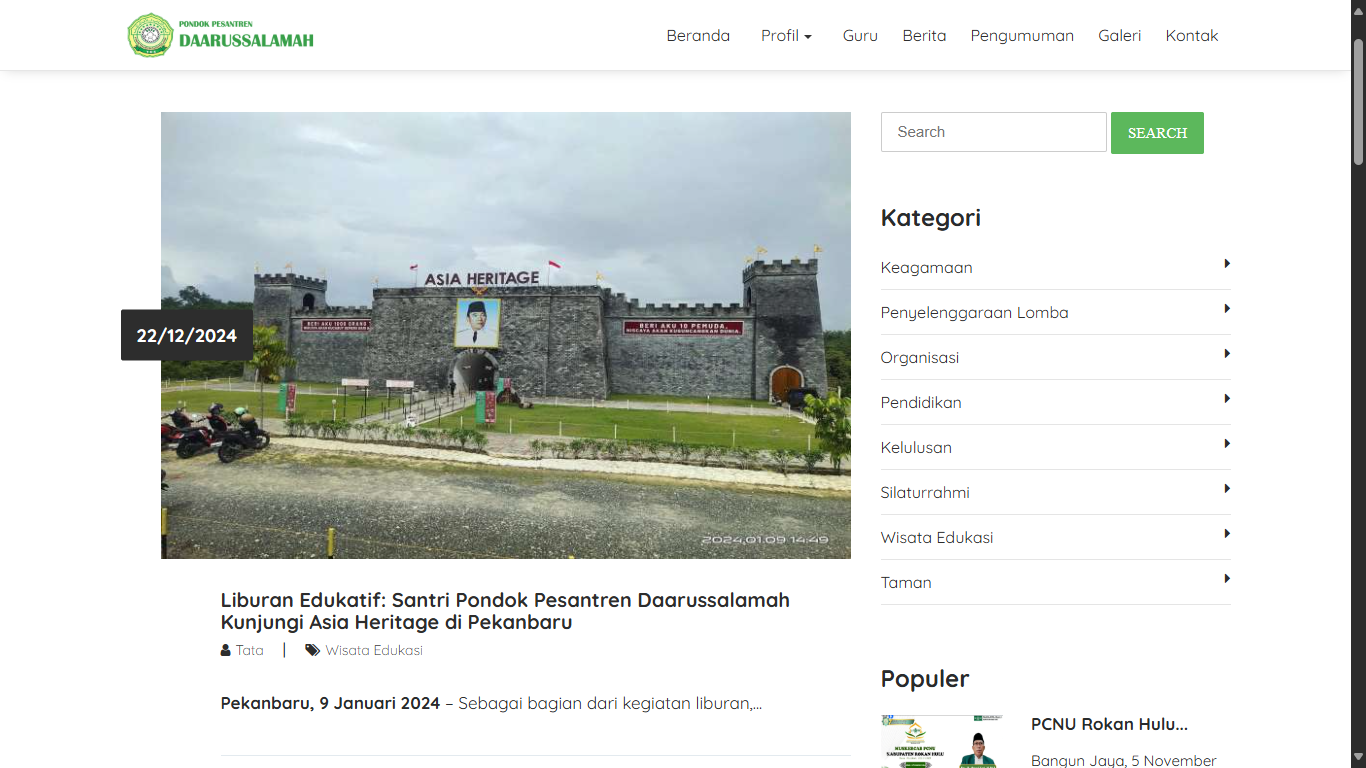 PONDOK PESANTREN
DAARUSSALAMAH
Beranda
Profil
Guru
Berita
Pengumuman
Galeri
Kontak
Search
SEARCH
ASIA HERITAGE
BERI AKU 1000 ORANG
BERI AKU 10 PEMUDA,
NISCAYA AKAN KUGUNCANGKAN DUNIA.
22/12/2024
2024,01.09 14:49
Liburan Edukatif: Santri Pondok Pesantren Daarussalamah
Kunjungi Asia Heritage di Pekanbaru
Tata
Wisata Edukasi
Pekanbaru, 9 Januari 2024 – Sebagai bagian dari kegiatan liburan,...
Kategori
Keagamaan
Penyelenggaraan Lomba
Organisasi
Pendidikan
Kelulusan
Silaturrahmi
Wisata Edukasi
Taman
Populer
MUSKERCAB PCNU
KABUPATEN ROKAN HULU
PCNU Rokan Hulu...
Bangun Jaya, 5 November